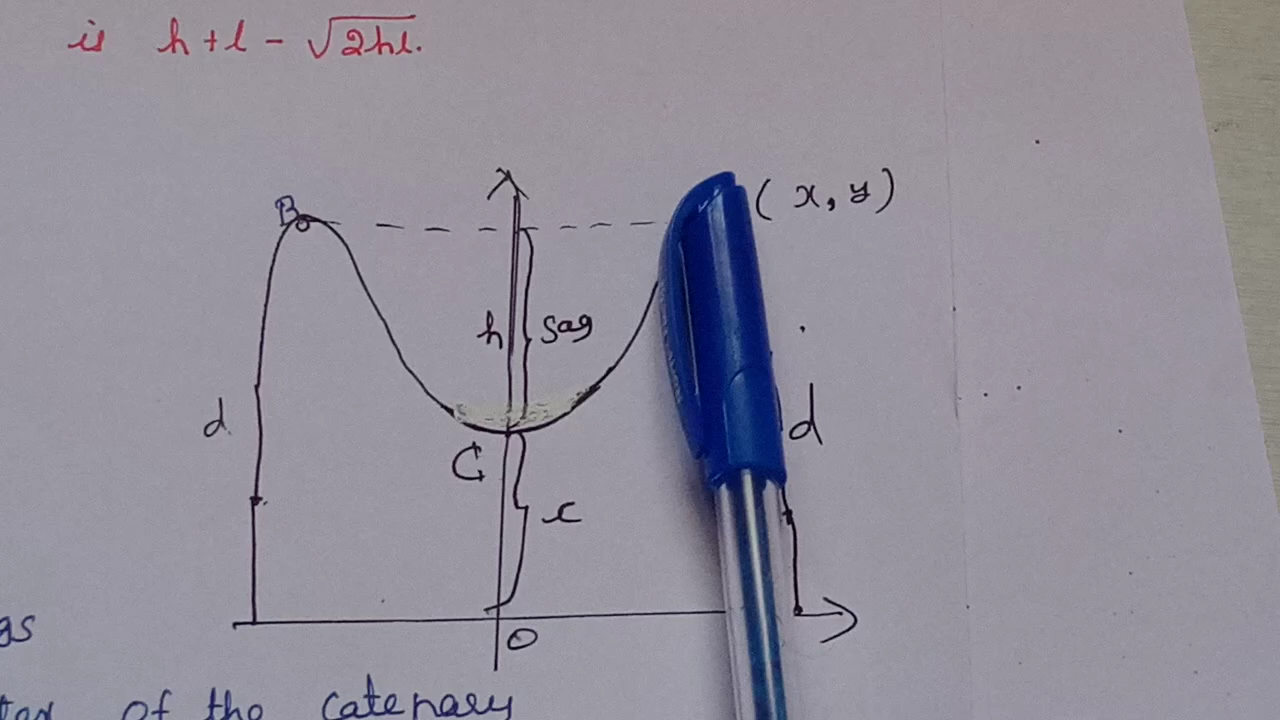 is h+l-√2hl.
B
(x, y)
h
Sag
d
d
C
c
O
of the catenary